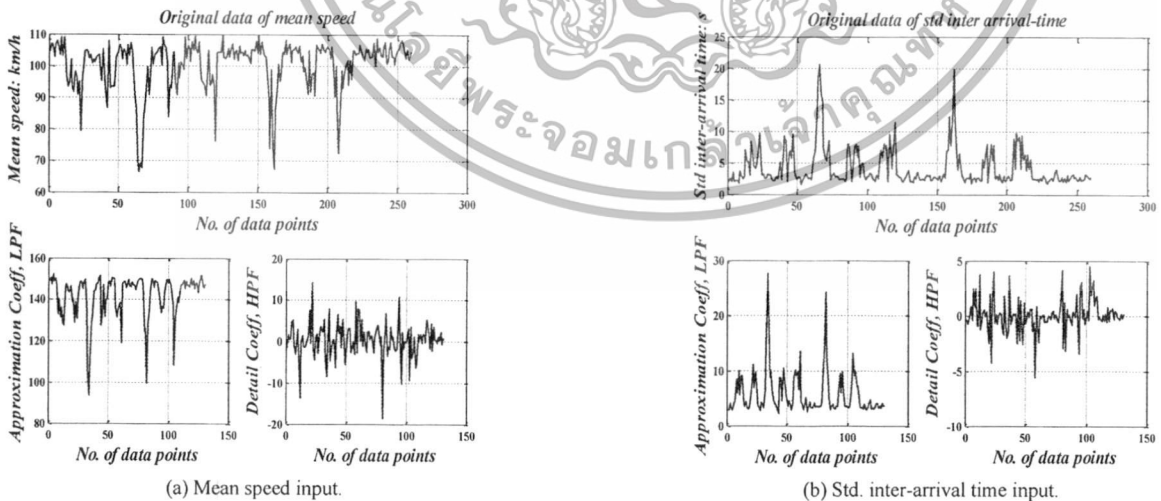 Original data of mean speed
Mean speed: km/h
110
100
90
80
70
60
0 50 100 150 200 250 300
No. of data points
Approximation Coeff, LPF
160
140
120
100
80
0 50 100 150
No. of data points
Detail Coeff, HPF
20
10
0
-10
-20
0 50 100 150
No. of data points
(a) Mean speed input.
Original data of std inter arrival-time
Std inter-arrival time: s
25
20
15
10
5
0
0 50 100 150 200 250 300
No. of data points
Approximation Coeff, LPF
30
20
10
0
0 50 100 150
No. of data points
Detail Coeff, HPF
5
0
-5
-10
0 50 100 150
No. of data points
(b) Std. inter-arrival time input.